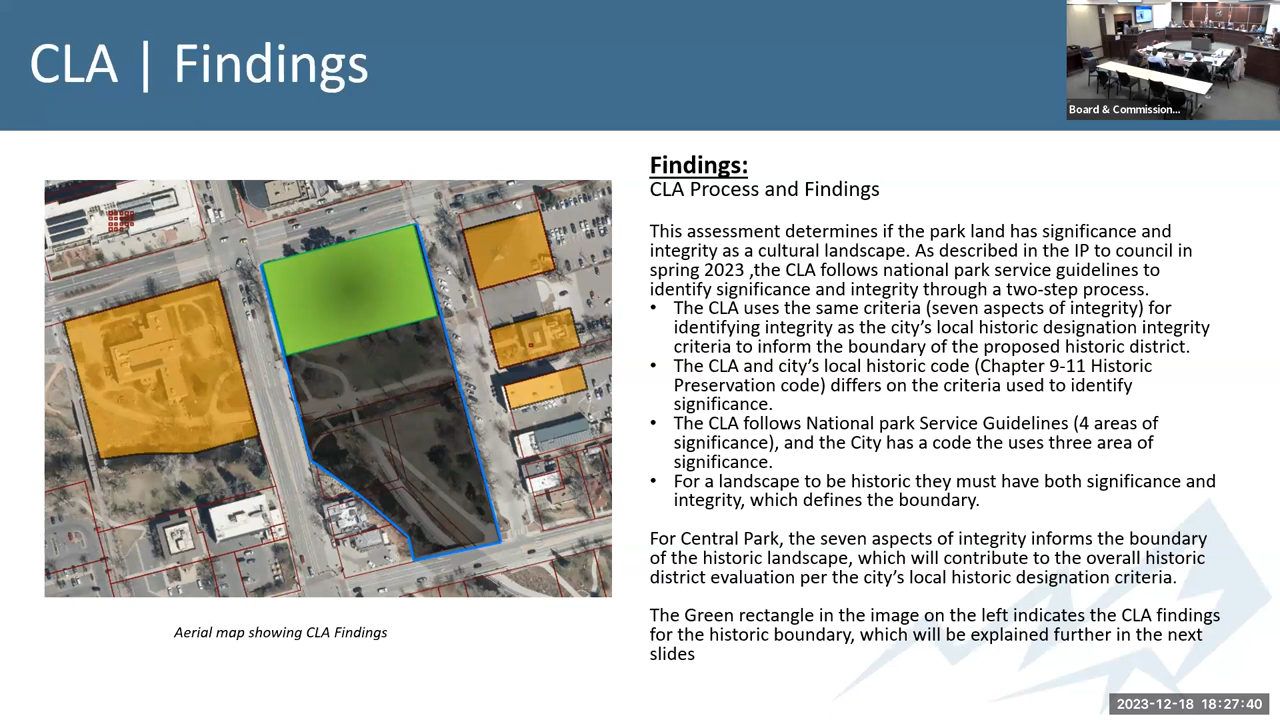 CLA | Findings
Board & Commission...
Findings:
CLA Process and Findings
This assessment determines if the park land has significance and
integrity as a cultural landscape. As described in the IP to council in
spring 2023 ,the CLA follows national park service guidelines to
identify significance and integrity through a two-step process.
• The CLA uses the same criteria (seven aspects of integrity) for
identifying integrity as the city's local historic designation integrity
criteria to inform the boundary of the proposed historic district.
• The CLA and city's local historic code (Chapter 9-11 Historic
Preservation code) differs on the criteria used to identify
significance.
• The CLA follows National park Service Guidelines (4 areas of
significance), and the City has a code the uses three area of
significance.
• For a landscape to be historic they must have both significance and
integrity, which defines the boundary.
For Central Park, the seven aspects of integrity informs the boundary
of the historic landscape, which will contribute to the overall historic
district evaluation per the city's local historic designation criteria.
The Green rectangle in the image on the left indicates the CLA findings
for the historic boundary, which will be explained further in the next
slides
Aerial map showing CLA Findings
2023-12-18 18:27:40